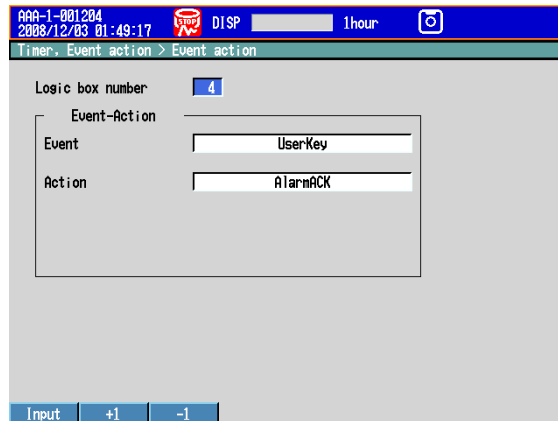 AAA-1-001204
2008/12/03 01:49:17
STOP
DISP
1hour
Timer, Event action > Event action
Logic box number 4
Event-Action
Event UserKey
Action AlarmACK
Input +1 -1